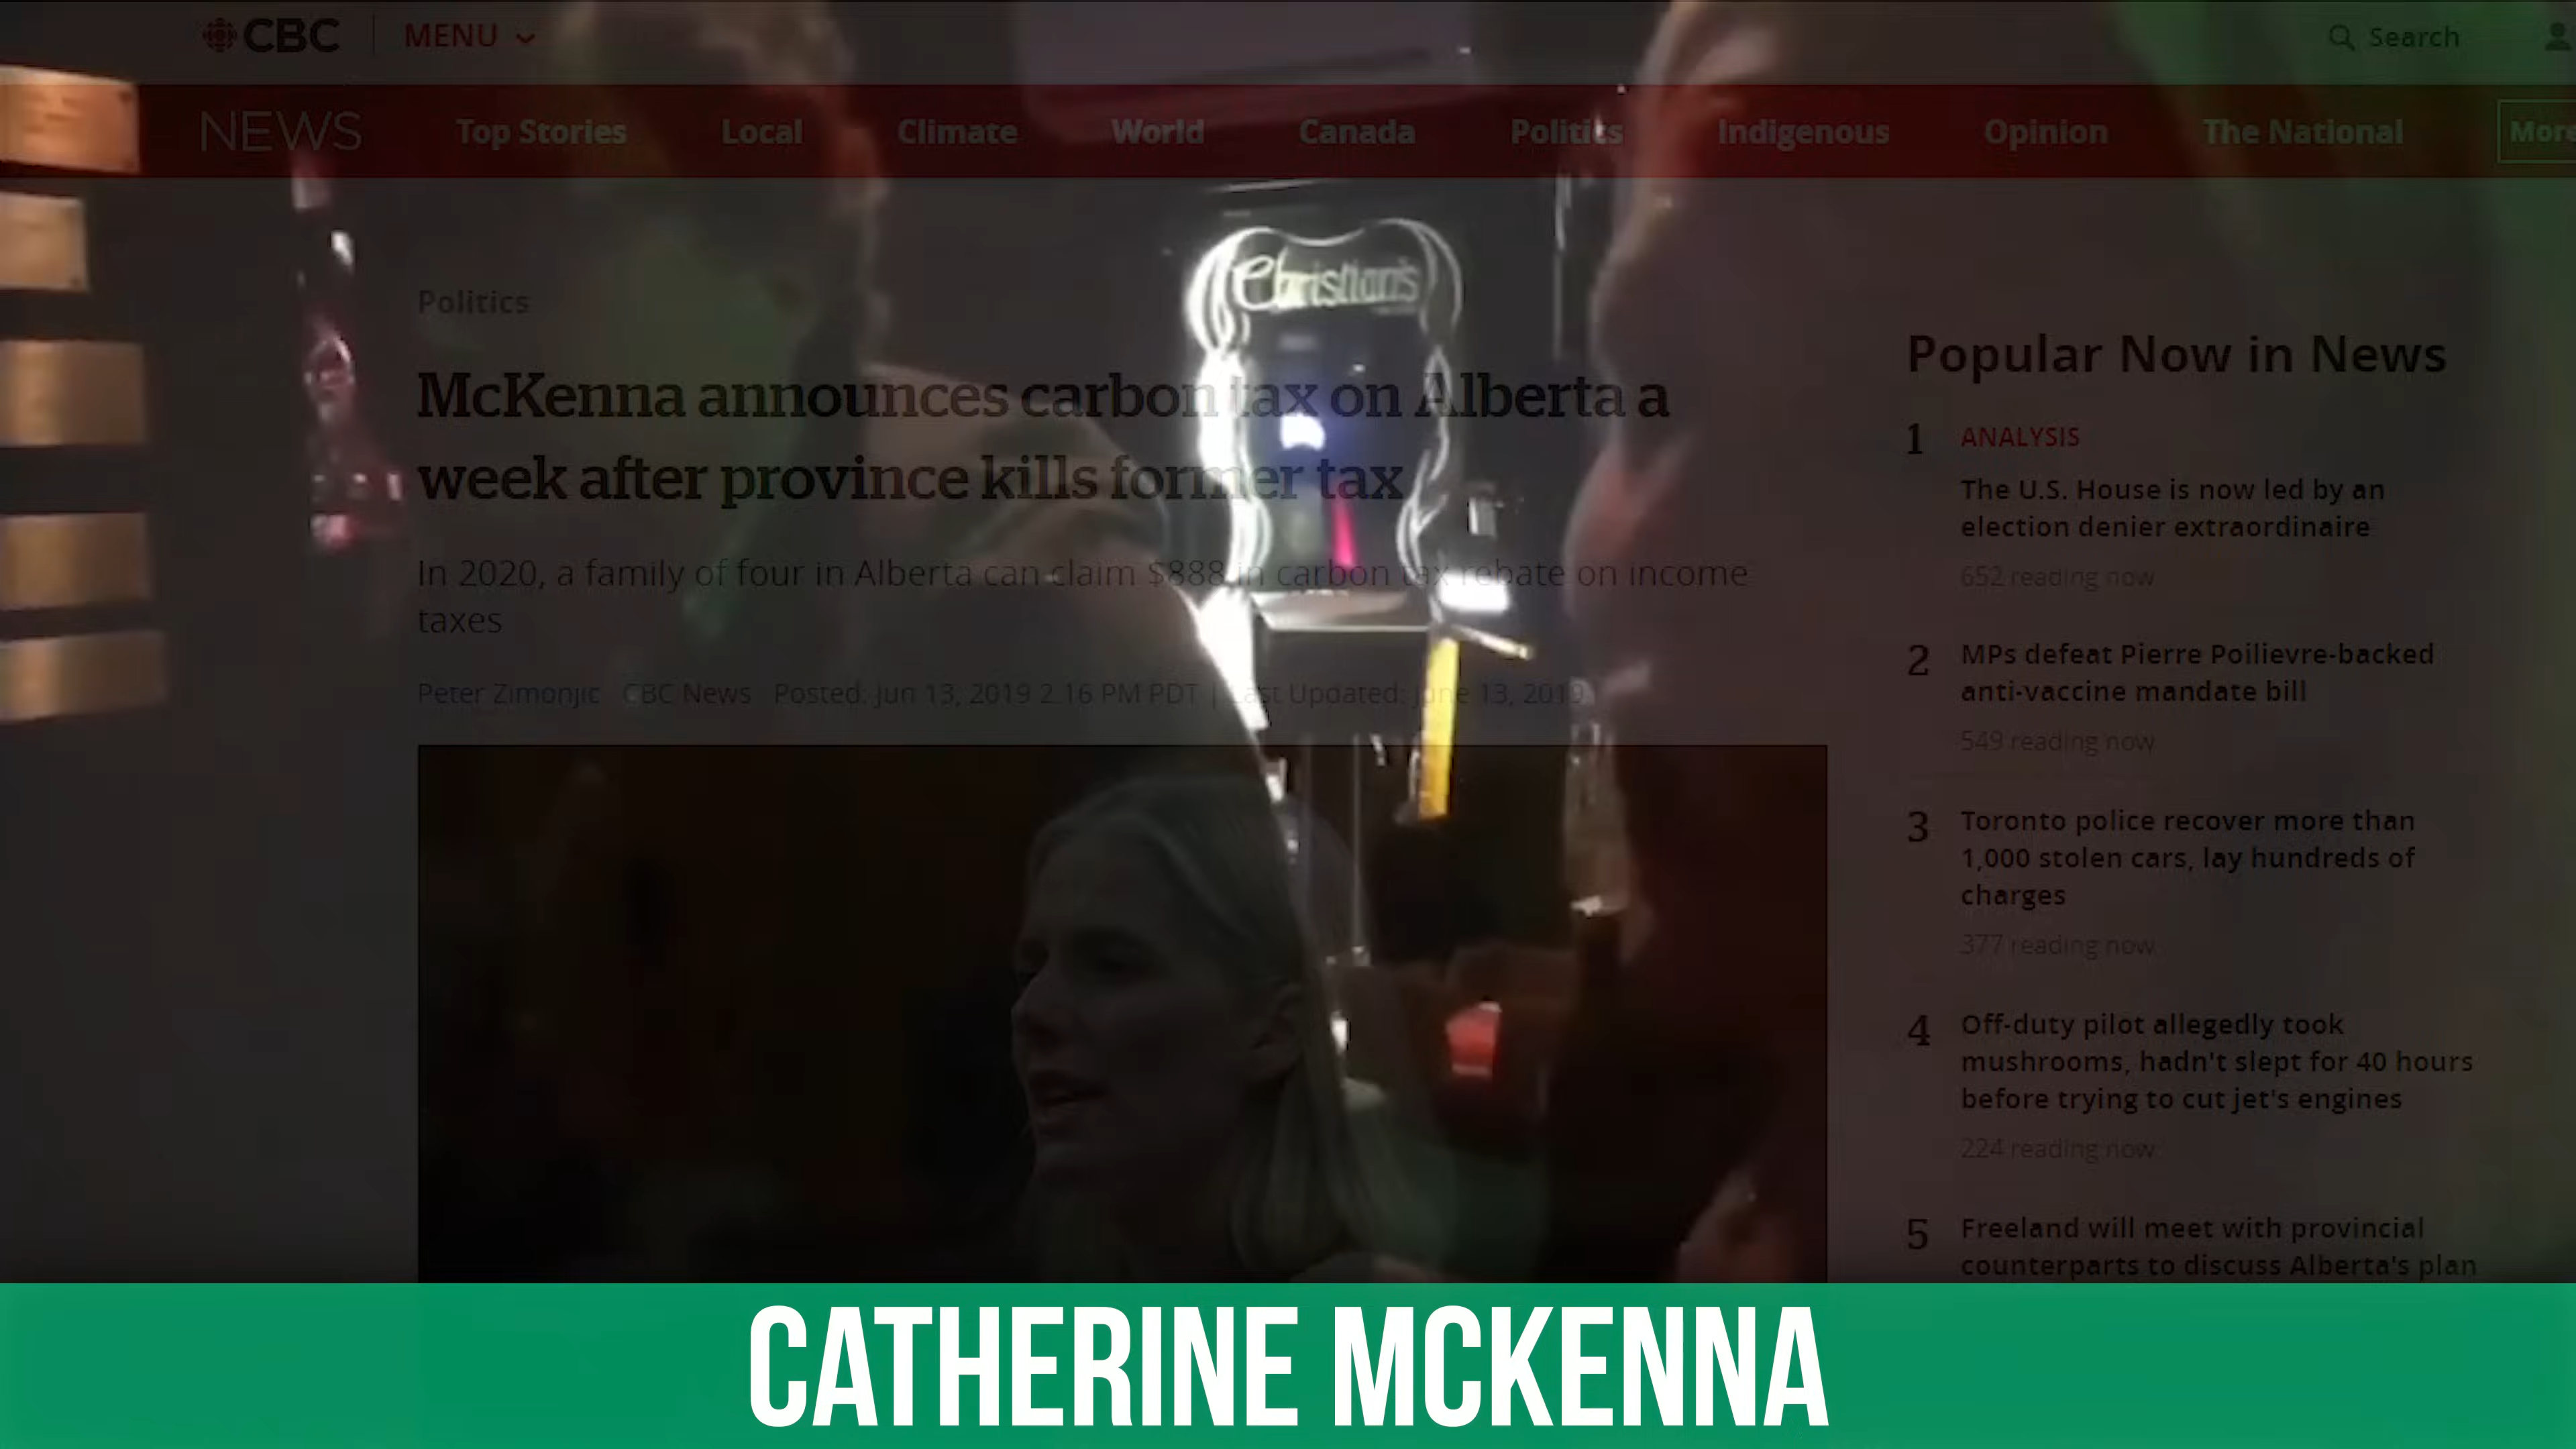 CBC MENU Search
NEWS Top Stories Local Climate World Canada Politics Indigenous Opinion The National More
Christian's
Politics
McKenna announces carbon tax on Alberta a
week after province kills former tax
In 2020, a family of four in Alberta can claim $888 in carbon tax rebate on income
taxes
Peter Zimonjic CBC News Posted: Jun 13, 2019 2:16 PM PDT | Last Updated: June 13, 2019
Popular Now in News
1 ANALYSIS
The U.S. House is now led by an
election denier extraordinaire
652 reading now
2 MPs defeat Pierre Poilievre-backed
anti-vaccine mandate bill
549 reading now
3 Toronto police recover more than
1,000 stolen cars, lay hundreds of
charges
377 reading now
4 Off-duty pilot allegedly took
mushrooms, hadn't slept for 40 hours
before trying to cut jet's engines
224 reading now
5 Freeland will meet with provincial
counterparts to discuss Alberta's plan
CATHERINE MCKENNA